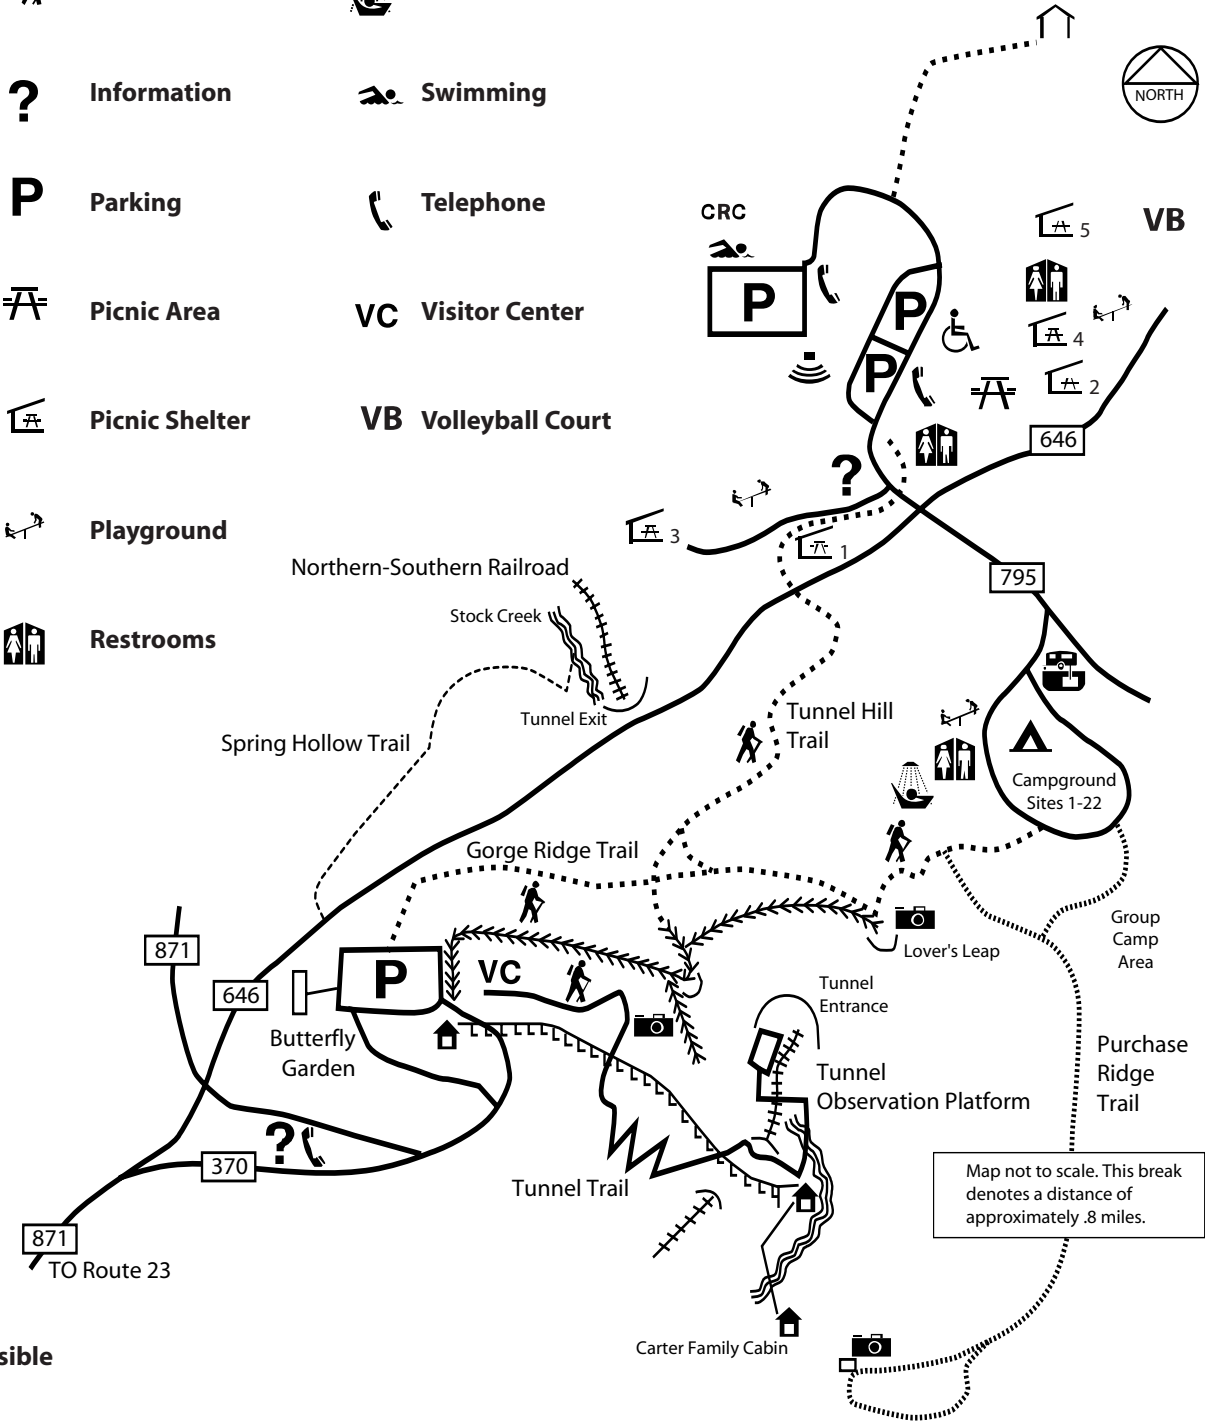 NORTH
?
Information
Swimming
P
Parking
Telephone
CRC
5
VB
Picnic Area
VC
Visitor Center
P
P
4
P
2
Picnic Shelter
VB
Volleyball Court
646
?
Playground
3
1
Northern-Southern Railroad
795
Stock Creek
Restrooms
Tunnel Exit
Tunnel Hill
Trail
Spring Hollow Trail
Campground
Sites 1-22
Gorge Ridge Trail
Group
Camp
Area
871
Lover's Leap
P
VC
646
Tunnel
Entrance
Butterfly
Garden
Purchase
Ridge
Trail
Tunnel
Observation Platform
?
370
Tunnel Trail
Map not to scale. This break
denotes a distance of
approximately .8 miles.
871
TO Route 23
Carter Family Cabin
sible